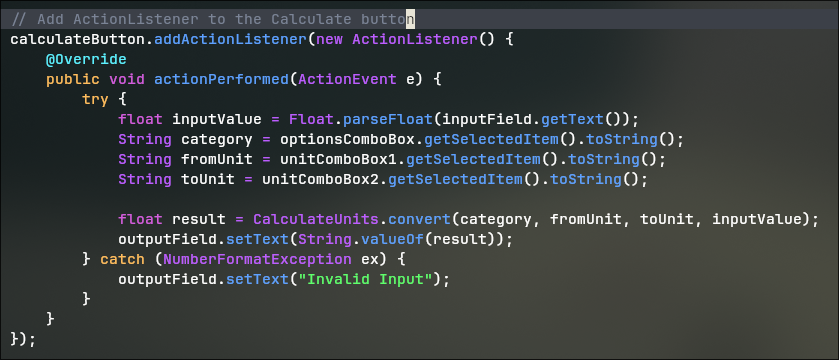 // Add ActionListener to the Calculate button
calculateButton.addActionListener(new ActionListener() {
    @Override
    public void actionPerformed(ActionEvent e) {
        try {
            float inputValue = Float.parseFloat(inputField.getText());
            String category = optionsComboBox.getSelectedItem().toString();
            String fromUnit = unitComboBox1.getSelectedItem().toString();
            String toUnit = unitComboBox2.getSelectedItem().toString();

            float result = CalculateUnits.convert(category, fromUnit, toUnit, inputValue);
            outputField.setText(String.valueOf(result));
        } catch (NumberFormatException ex) {
            outputField.setText("Invalid Input");
        }
    }
});